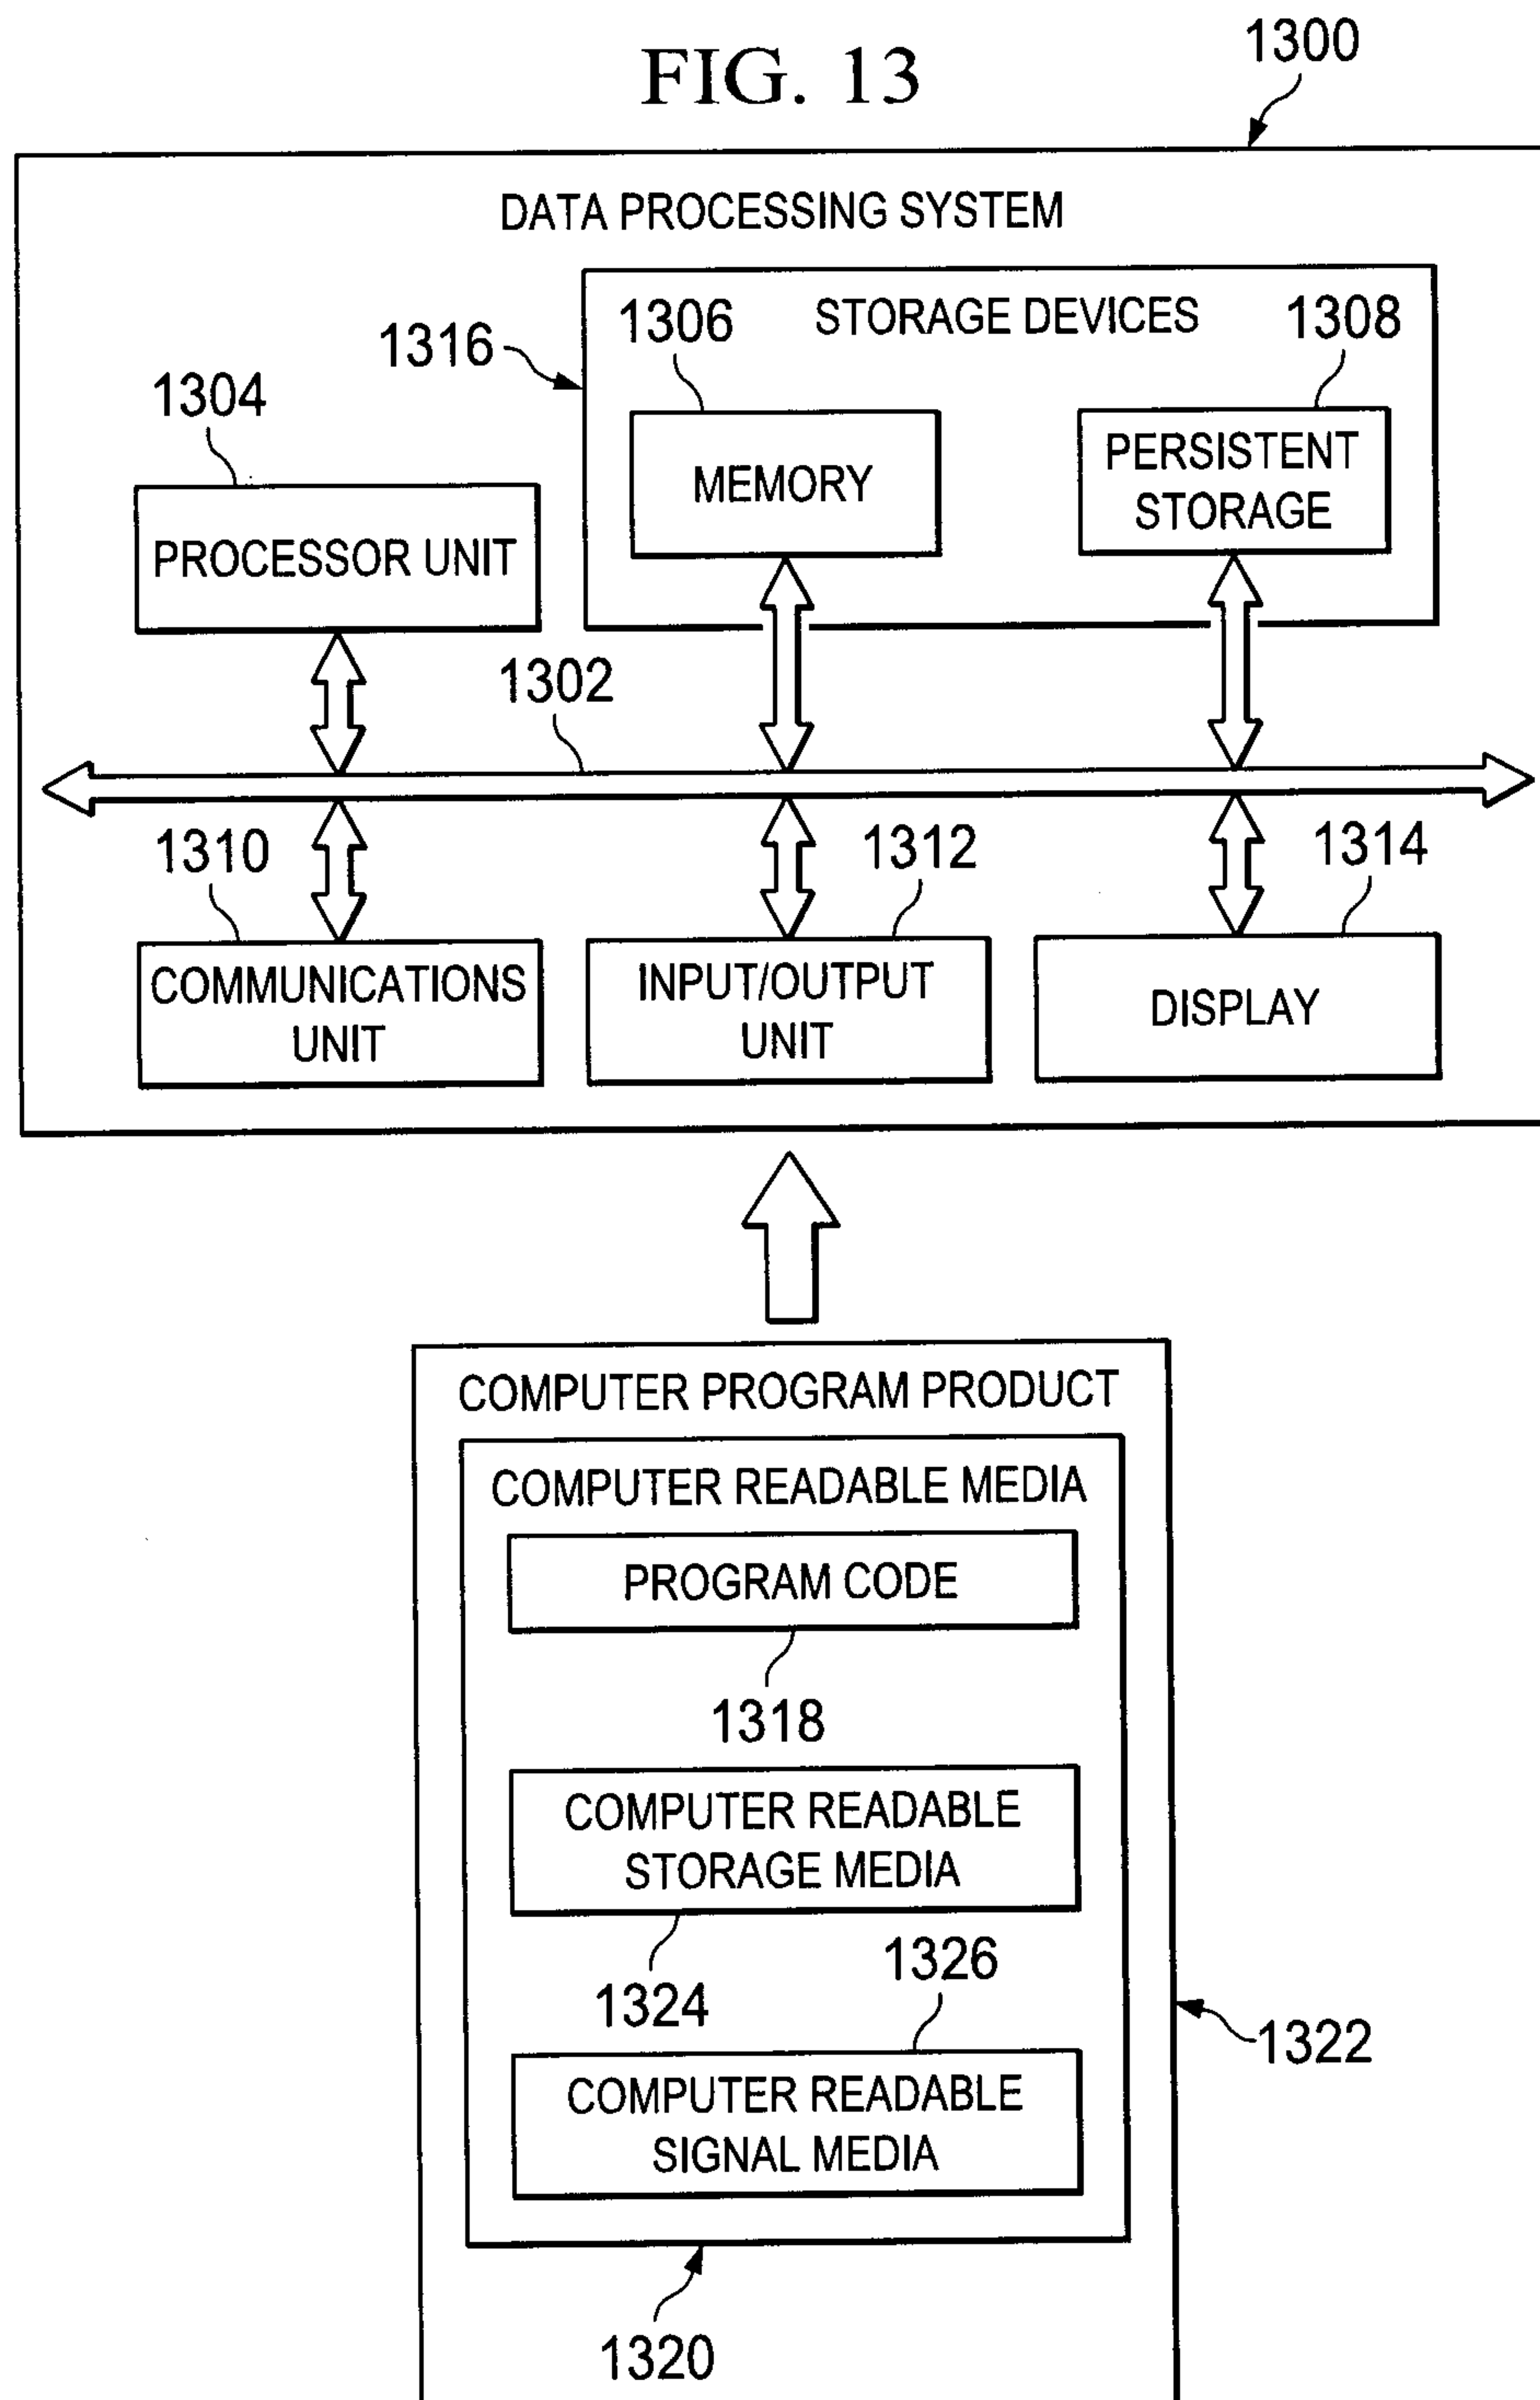 FIG. 13
1300
DATA PROCESSING SYSTEM
STORAGE DEVICES
1316
1306
1308
1304
MEMORY
PERSISTENT
STORAGE
PROCESSOR UNIT
1302
1310
1312
1314
COMMUNICATIONS
UNIT
INPUT/OUTPUT
UNIT
DISPLAY
COMPUTER PROGRAM PRODUCT
COMPUTER READABLE MEDIA
PROGRAM CODE
1318
COMPUTER READABLE
STORAGE MEDIA
1324
1326
1322
COMPUTER READABLE
SIGNAL MEDIA
1320